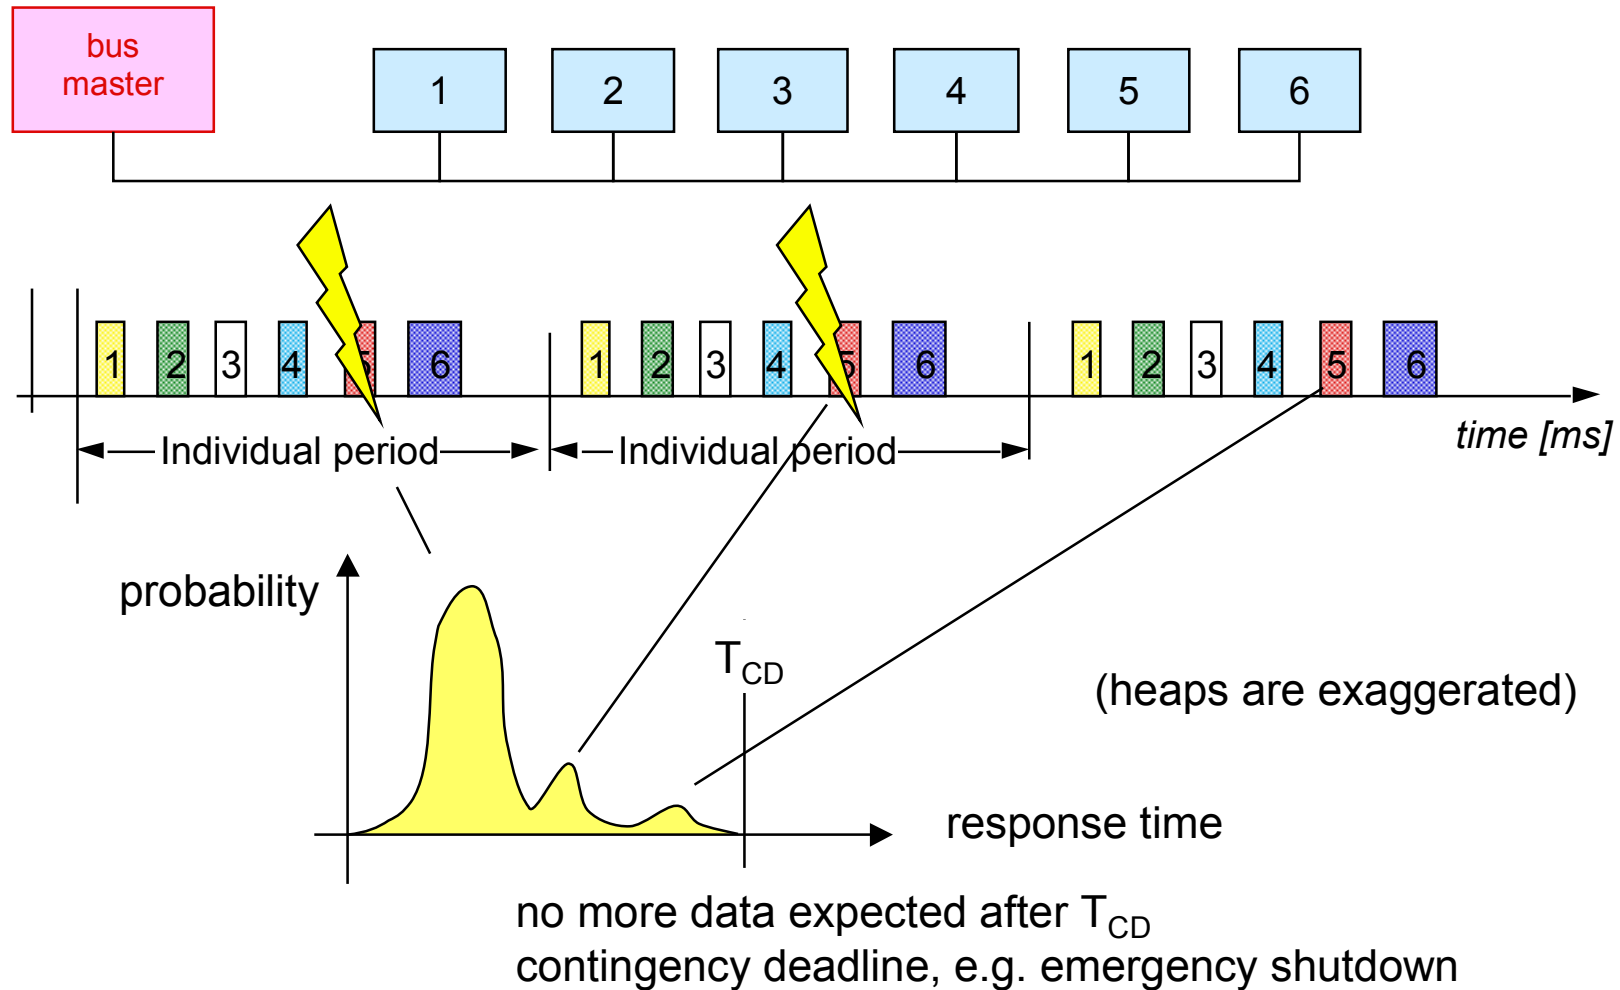 bus
master
1 2 3 4 5 6
1 2 3 4 5 6 1 2 3 4 5 6 1 2 3 4 5 6
Individual period Individual period time [ms]
probability
TCD
(heaps are exaggerated)
response time
no more data expected after TCD
contingency deadline, e.g. emergency shutdown